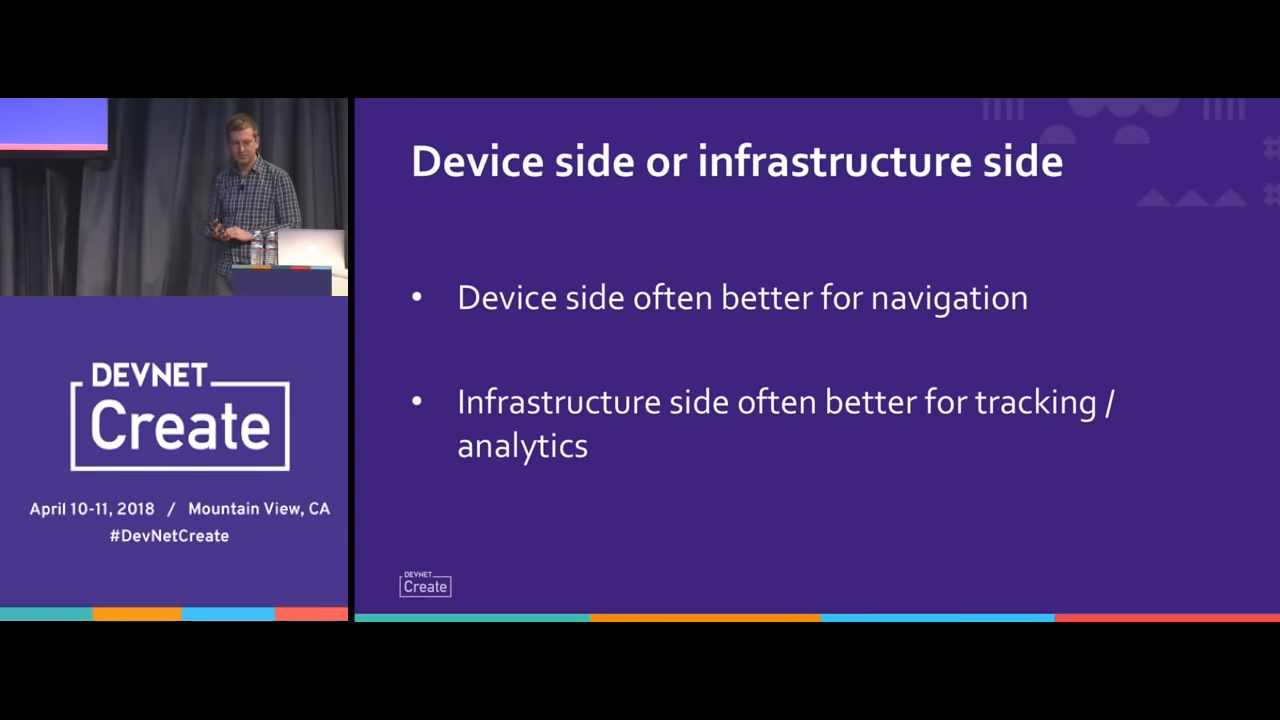 Device side or infrastructure side
• Device side often better for navigation
• Infrastructure side often better for tracking /
analytics
DEVNET
Create
April 10-11, 2018 / Mountain View, CA
#DevNetCreate
DEVNET
Create